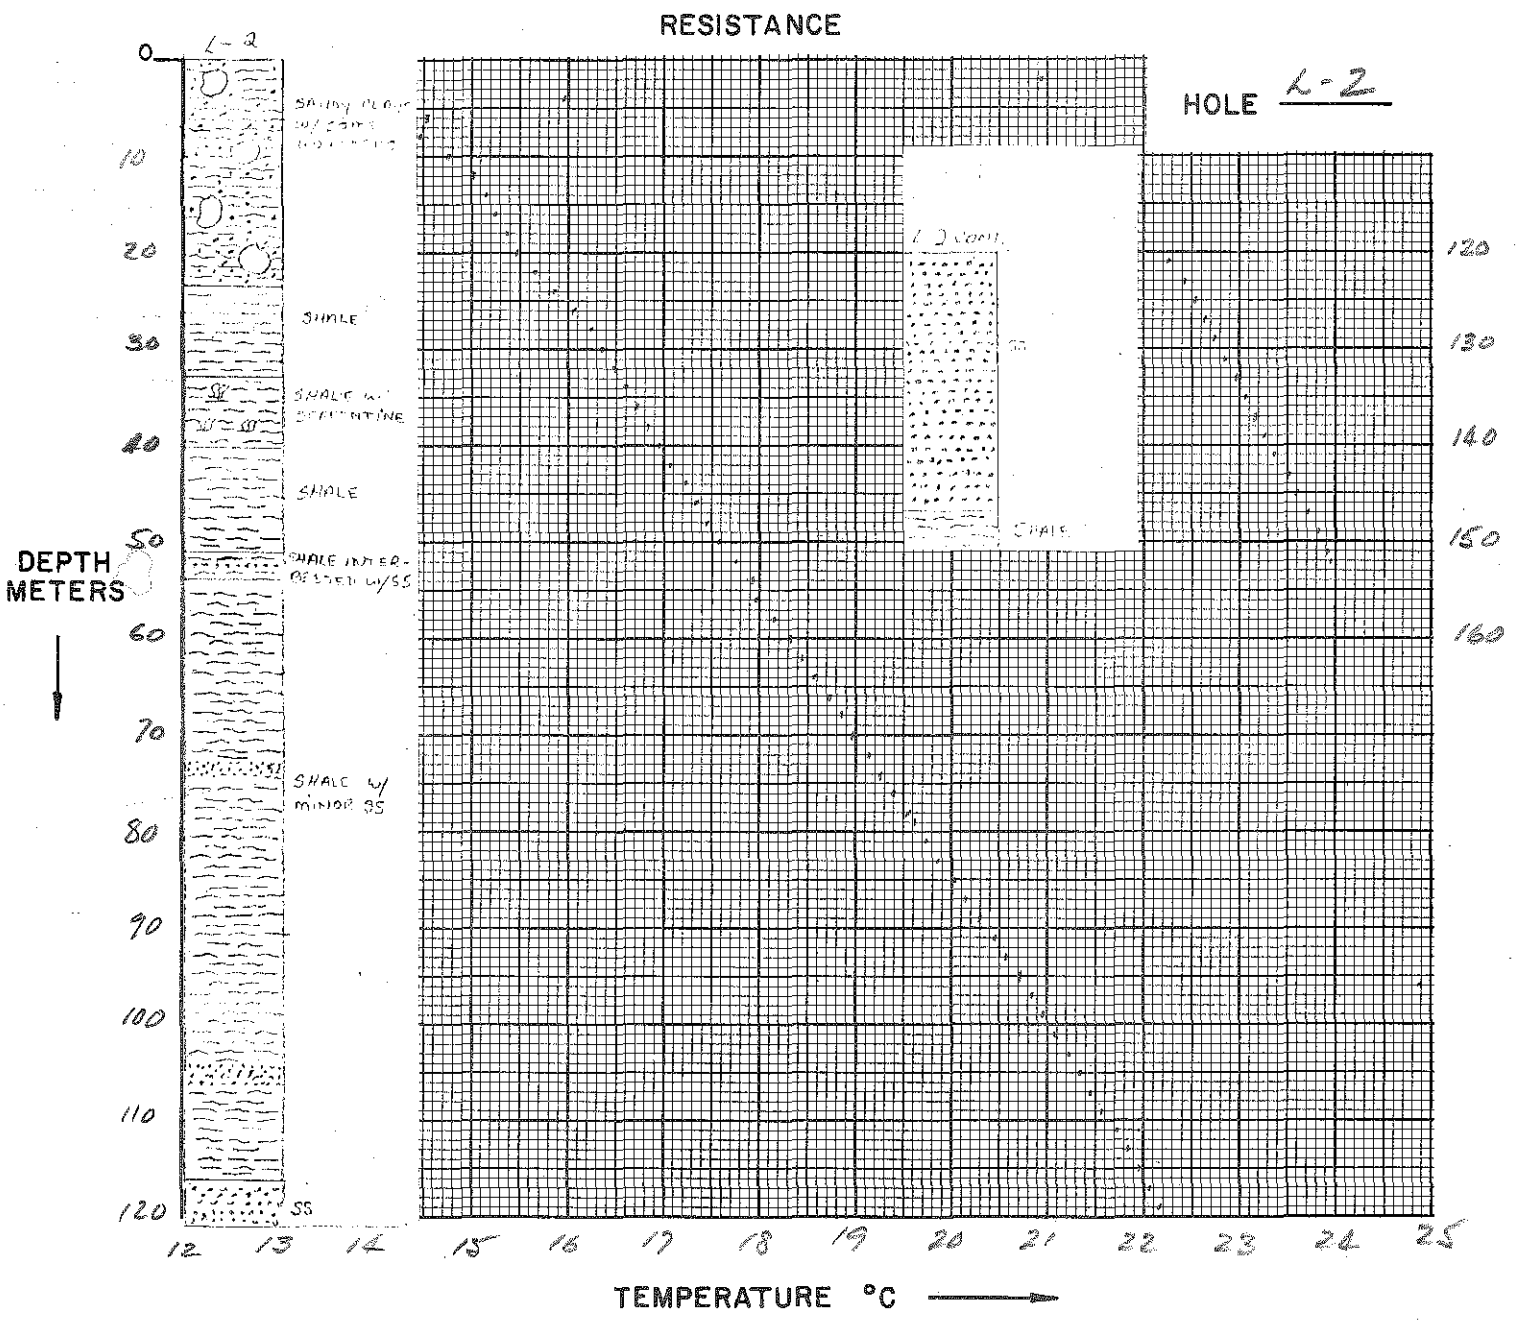 RESISTANCE
0
L-2
HOLE L-2
SANDY CLAY
W/ SOME
10
L-2 CONT.
20
120
SHALE
30
SS
130
SHALE W/
SERPENTINE
40
140
SHALE
50
SHALE
150
DEPTH
METERS
SHALE INTER-
BEDDED W/SS
60
160
70
SHALE W/
MINOR SS
80
90
100
110
120
SS
12 13 14 15 16 17 18 19 20 21 22 23 24 25
TEMPERATURE °C